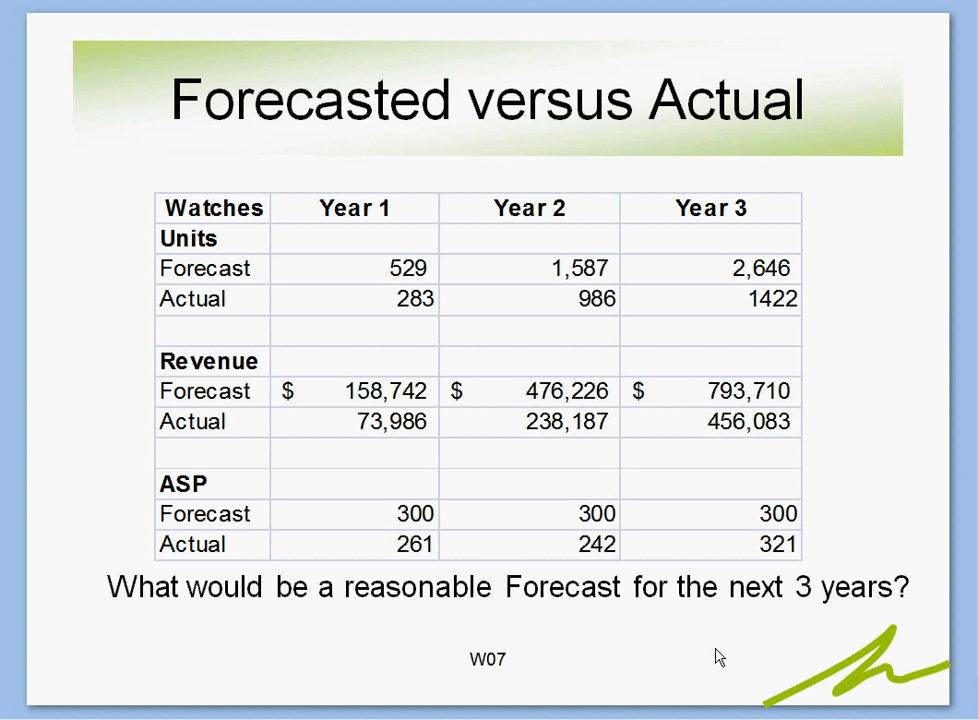 Forecasted versus Actual
Watches Year 1 Year 2 Year 3
Units
Forecast 529 1,587 2,646
Actual 283 986 1422
Revenue
Forecast $ 158,742 $ 476,226 $ 793,710
Actual 73,986 238,187 456,083
ASP
Forecast 300 300 300
Actual 261 242 321
What would be a reasonable Forecast for the next 3 years?
W07